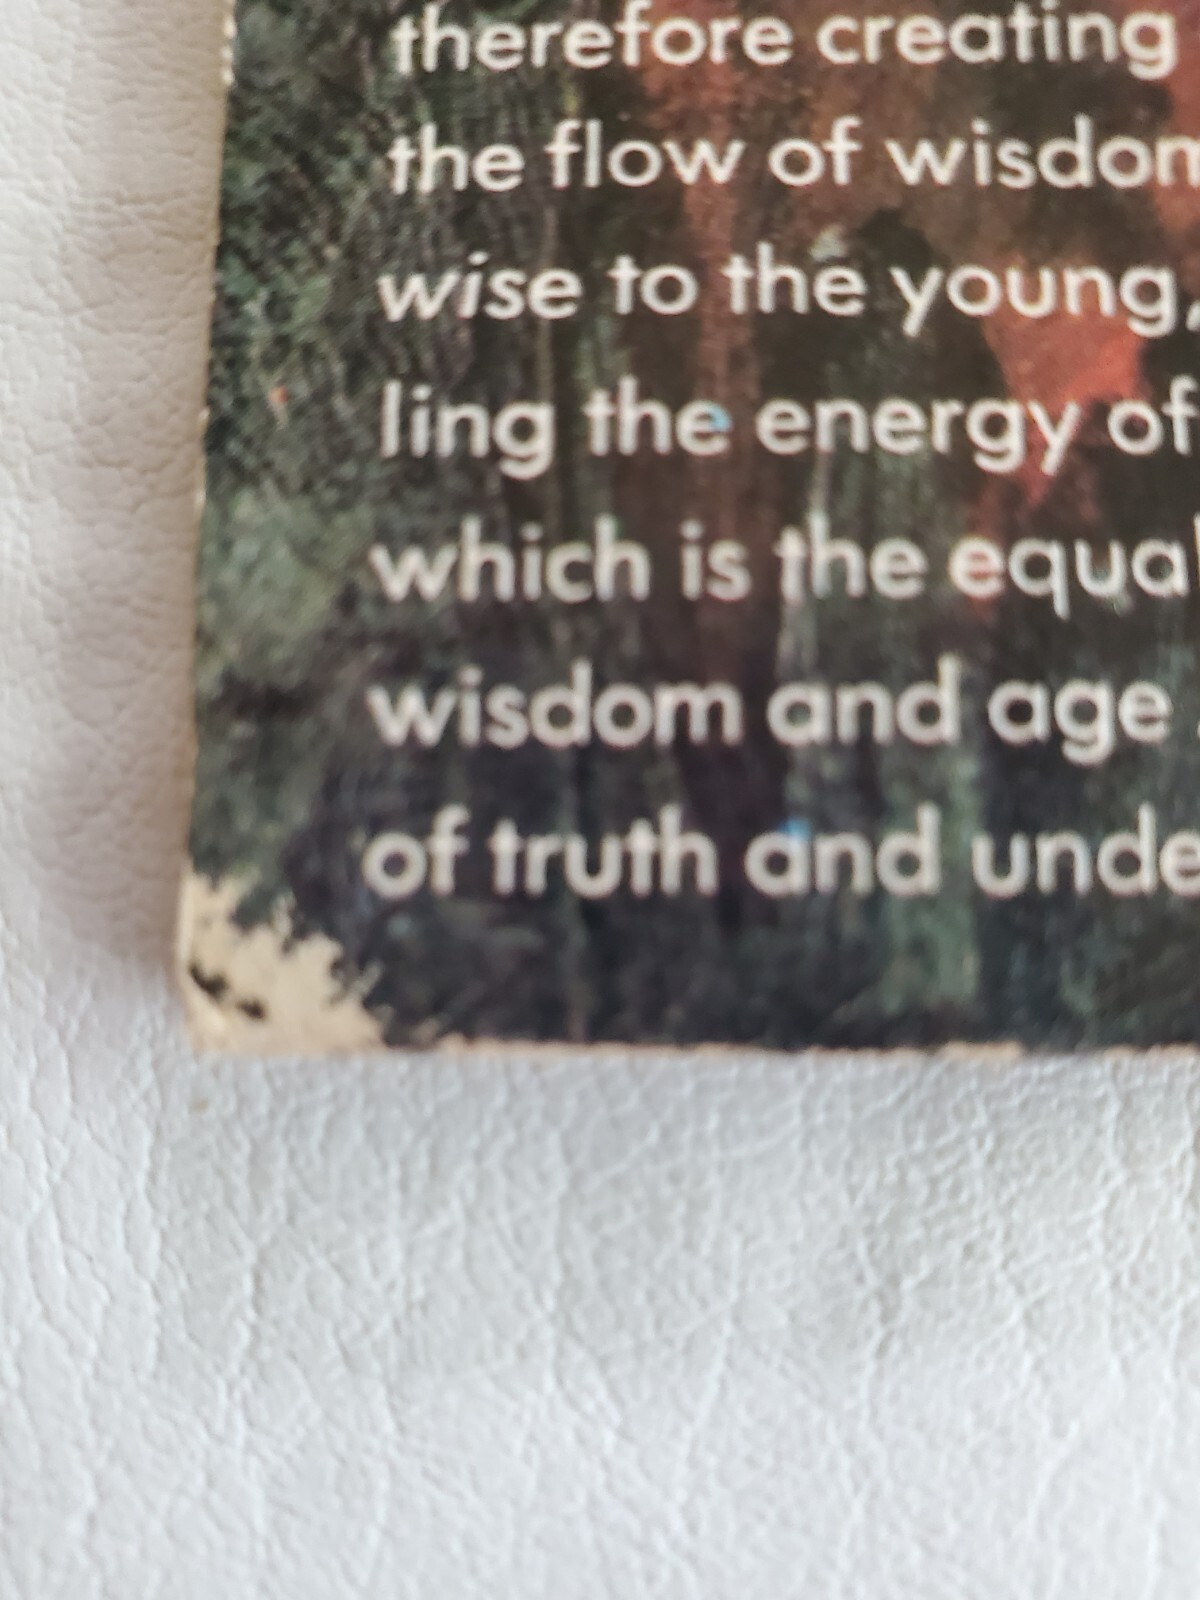 therefore creating
the flow of wisdom
wise to the young,
ling the energy of
which is the equal
wisdom and age
of truth and unde